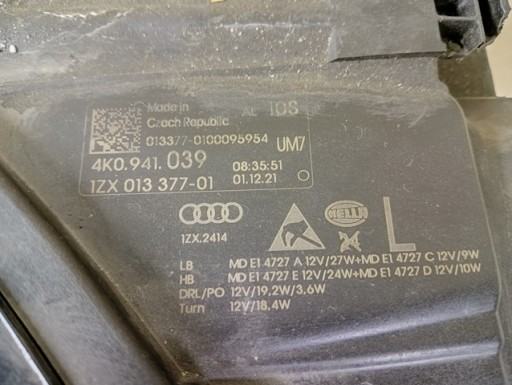 Made in
Czech Republic
AL IOS
013377-0100095954
UM7
4K0.941.039
08:35:51
1ZX 013 377-01
01.12.21
HELLA
1ZX.2414
L
LB MD E1 4727 A 12V/27W+MD E1 4727 C 12V/9W
HB MD E1 4727 E 12V/24W+MD E1 4727 D 12V/10W
DRL/PO 12V/19,2W/3,6W
Turn 12V/18,4W